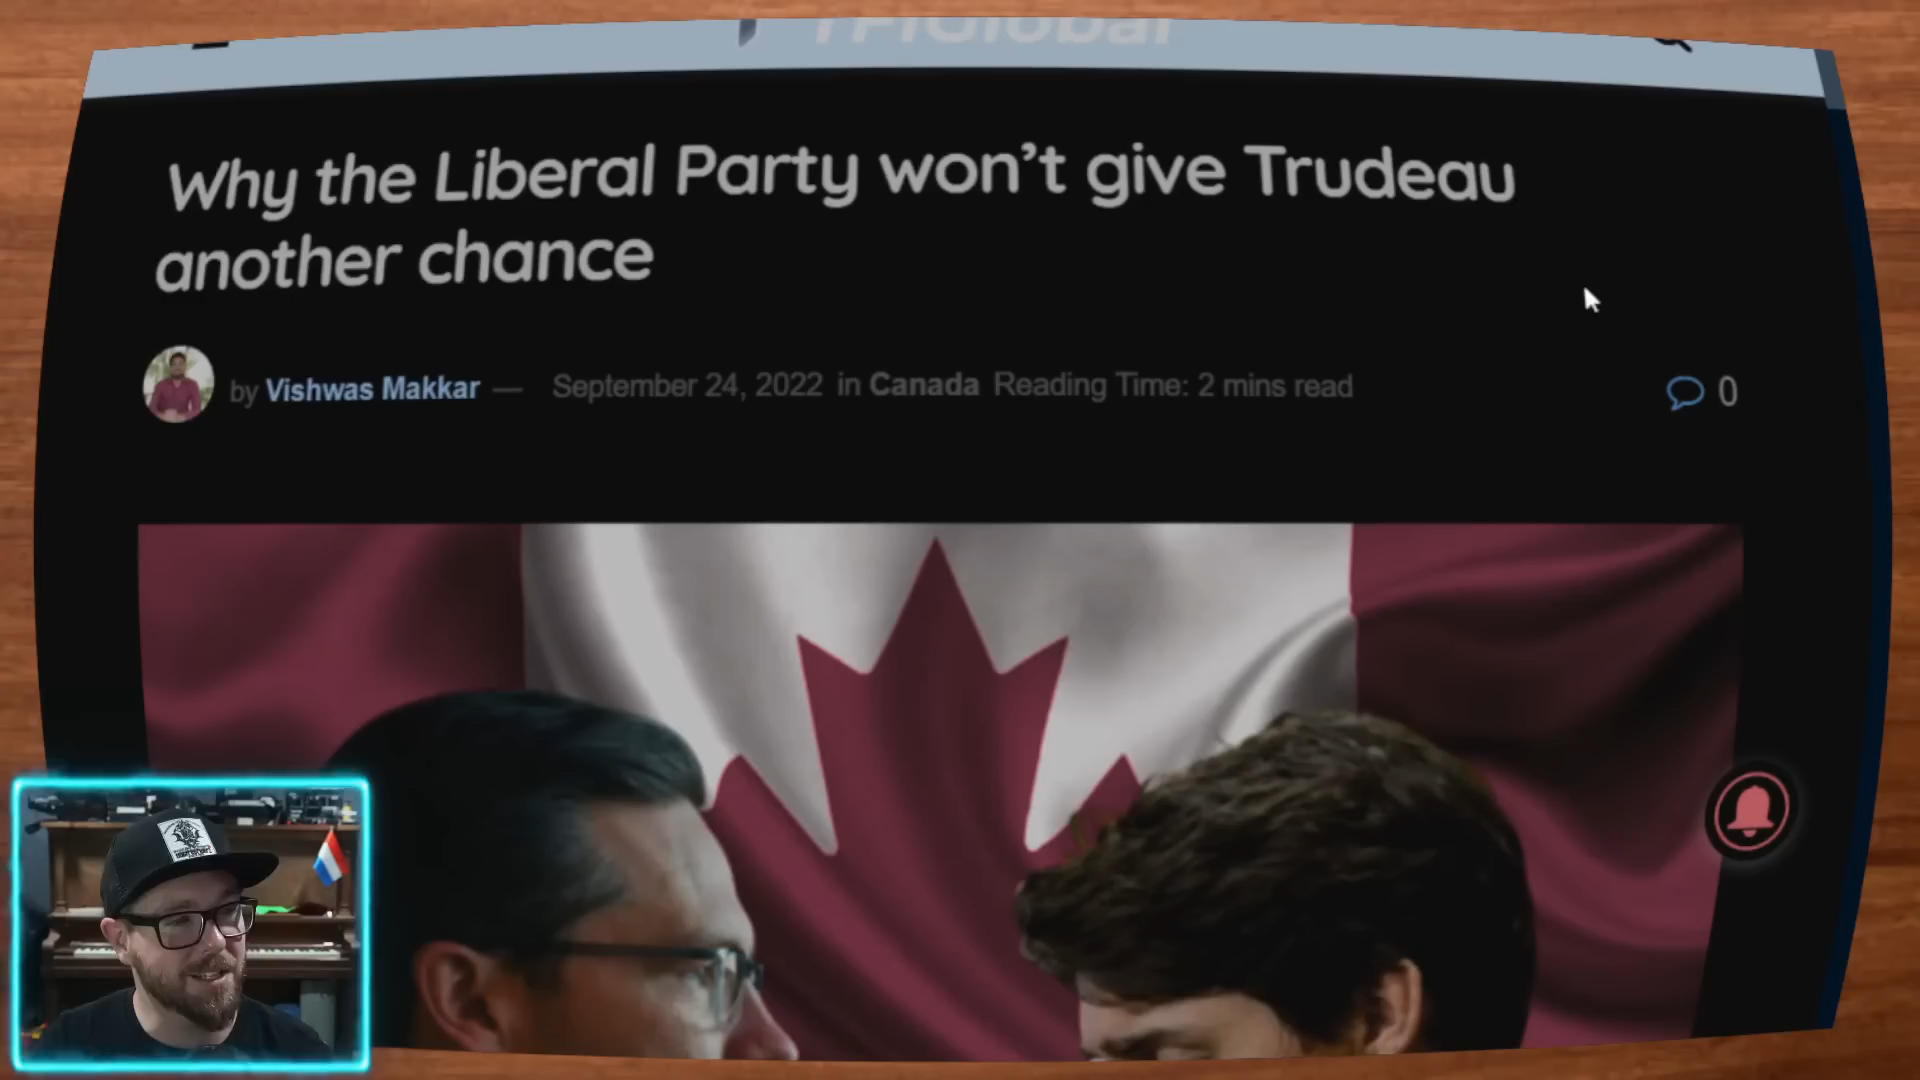 TFIGlobal
Why the Liberal Party won't give Trudeau
another chance
by Vishwas Makkar — September 24, 2022 in Canada Reading Time: 2 mins read
0